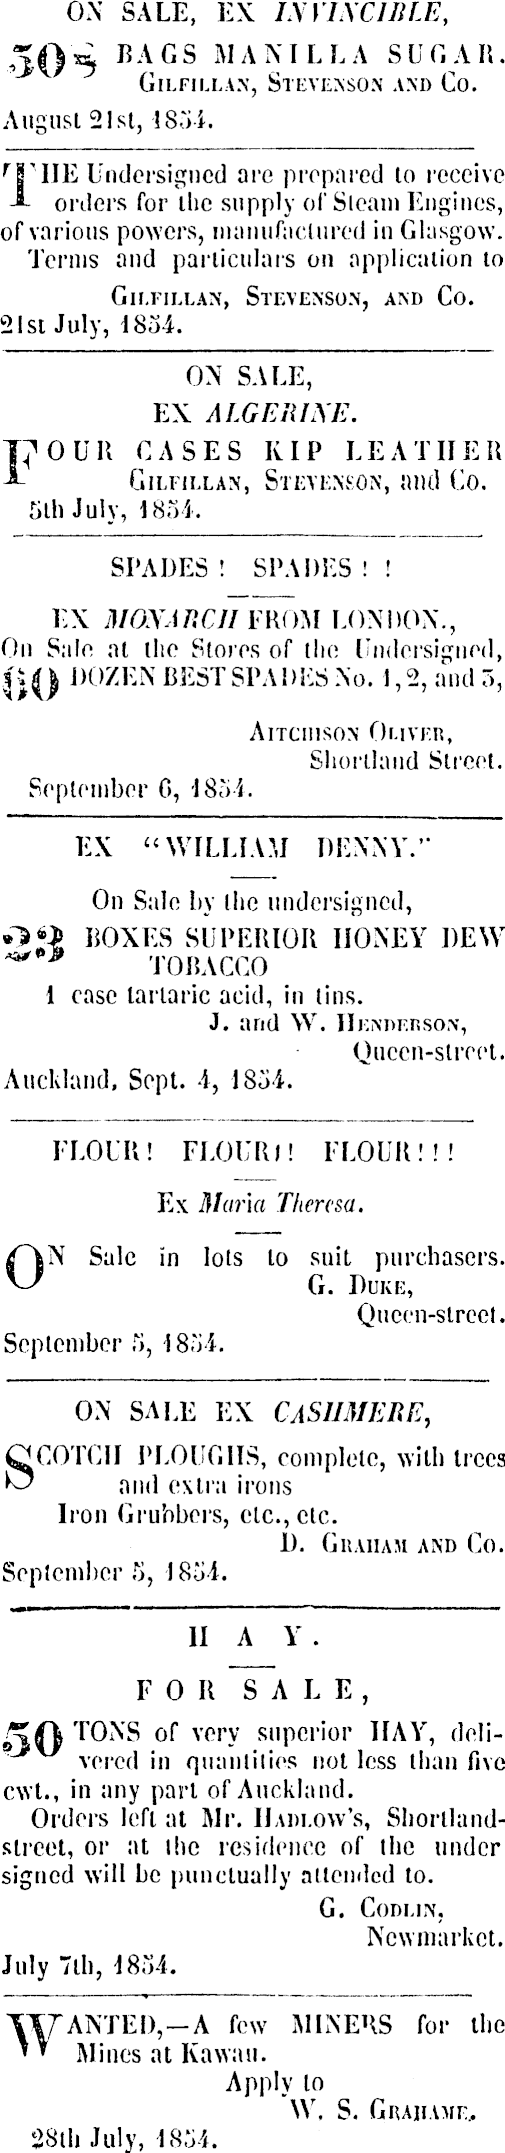 ON SALE, EX INVINCIBLE,
508 BAGS MANILLA SUGAR.
GILFILLAN, STEVENSON AND CO.
August 21st, 1854.
THE Undersigned are prepared to receive
orders for the supply of Steam Engines,
of various powers, manufactured in Glasgow.
Terms and particulars on application to
GILFILLAN, STEVENSON, AND CO.
21st July, 1854.
ON SALE,
EX ALGERINE.
FOUR CASES KIP LEATHER
GILFILLAN, STEVENSON, and Co.
5th July, 1854.
SPADES ! SPADES ! !
EX MONARCH FROM LONDON.,
On Sale at the Stores of the Undersigned,
60 DOZEN BEST SPADES No. 1, 2, and 3,
AITCHISON OLIVER,
Shortland Street.
September 6, 1854.
EX "WILLIAM DENNY."
On Sale by the undersigned,
23 BOXES SUPERIOR HONEY DEW
TOBACCO
1 case tartaric acid, in tins.
J. and W. HENDERSON,
Queen-street.
Auckland, Sept. 4, 1854.
FLOUR! FLOUR!! FLOUR!!!
Ex Maria Theresa.
ON Sale in lots to suit purchasers.
G. DUKE,
Queen-street.
September 5, 1854.
ON SALE EX CASHMERE,
SCOTCH PLOUGHS, complete, with trees
and extra irons
Iron Grubbers, etc., etc.
D. GRAHAM AND CO.
September 5, 1854.
HAY.
FOR SALE,
50 TONS of very superior HAY, deli-
vered in quantities not less than five
cwt., in any part of Auckland.
Orders left at Mr. HADLOW'S, Shortland-
street, or at the residence of the under
signed will be punctually attended to.
G. CODLIN,
Newmarket.
July 7th, 1854.
WANTED,—A few MINERS for the
Mines at Kawau.
Apply to
W. S. GRAHAME.
28th July, 1854.